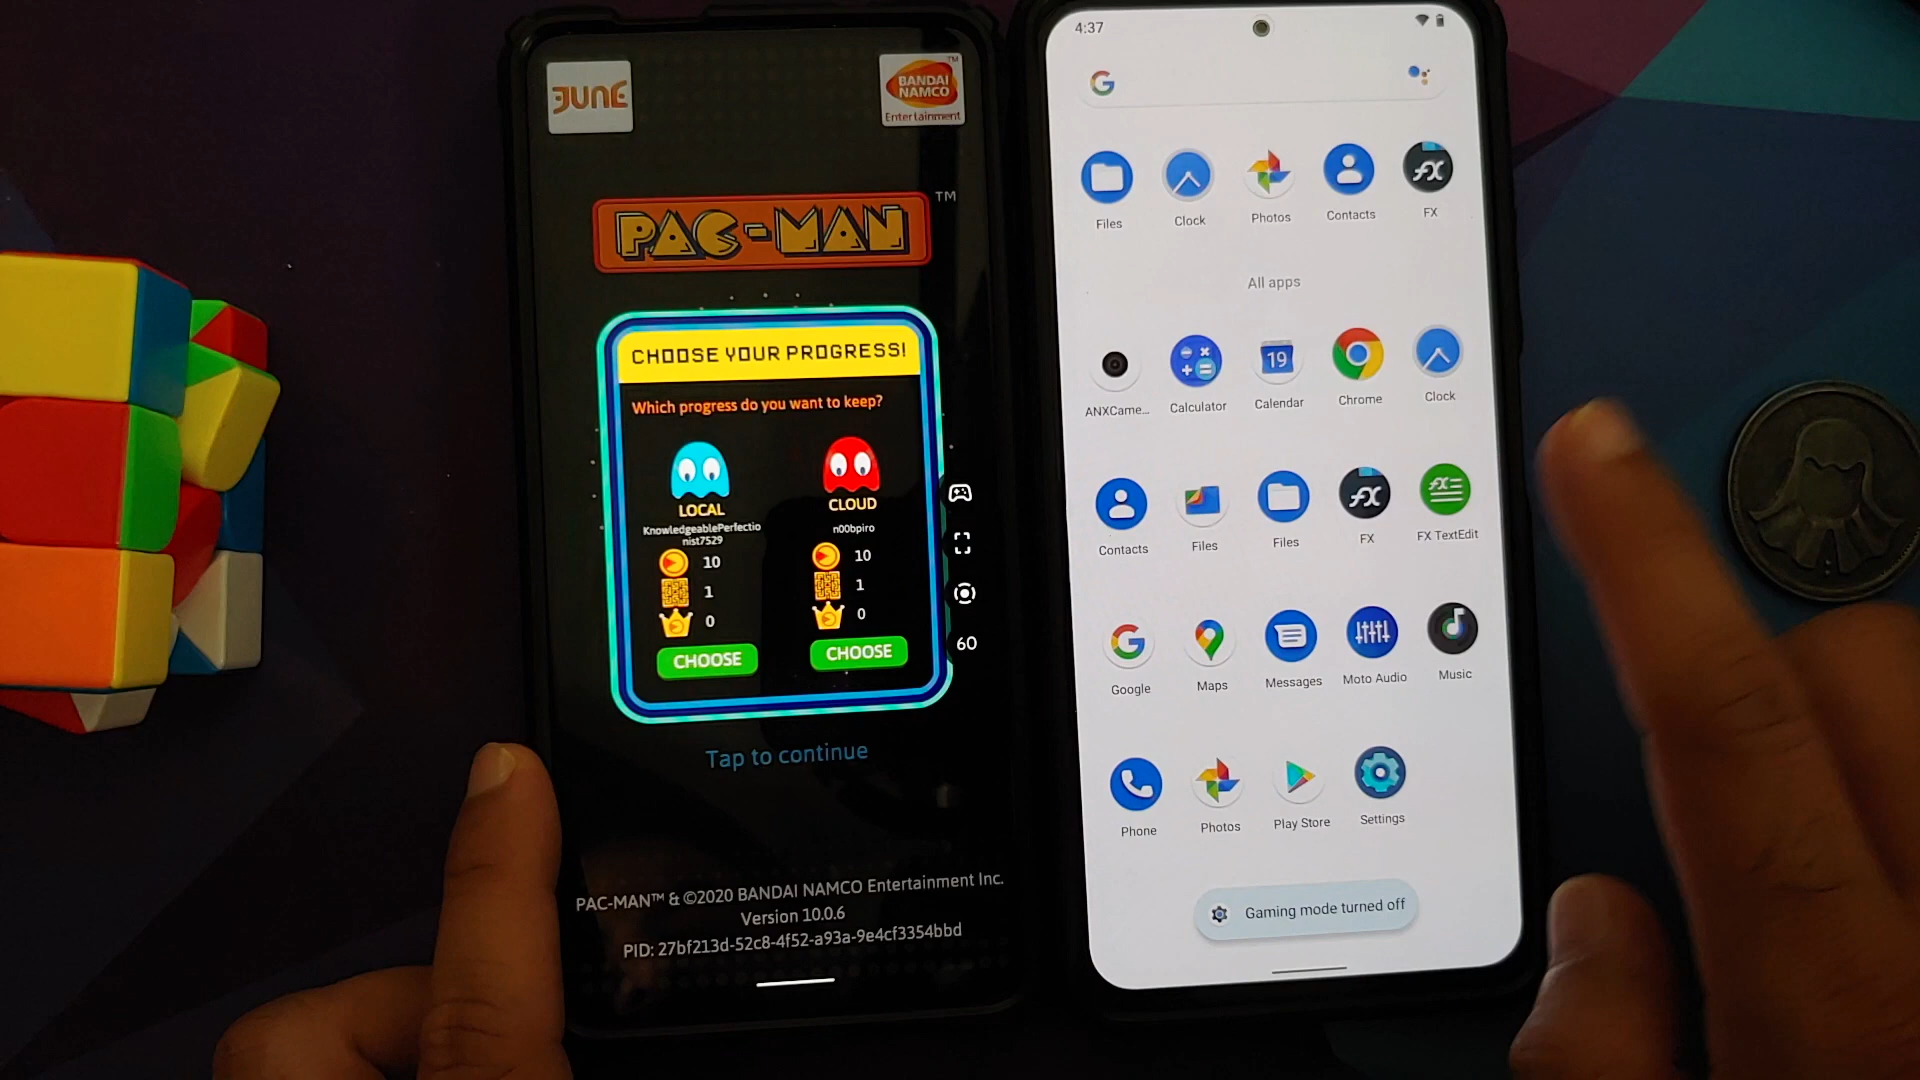 JUNE
BANDAI
NAMCO
Entertainment
TM
PAC-MAN
TM
CHOOSE YOUR PROGRESS!
Which progress do you want to keep?
LOCAL
KnowledgeablePerfectio
nist7529
10
1
0
CHOOSE
CLOUD
n00bpiro
10
1
0
CHOOSE
60
Tap to continue
PAC-MAN™ & ©2020 BANDAI NAMCO Entertainment Inc.
Version 10.0.6
PID: 27bf213d-52c8-4f52-a93a-9e4cf3354bbd
4:37
G
FX
Files
Clock
Photos
Contacts
FX
All apps
19
ANXCame...
Calculator
Calendar
Chrome
Clock
FX
FX
Contacts
Files
Files
FX
FX TextEdit
G
Google
Maps
Messages
Moto Audio
Music
Phone
Photos
Play Store
Settings
Gaming mode turned off